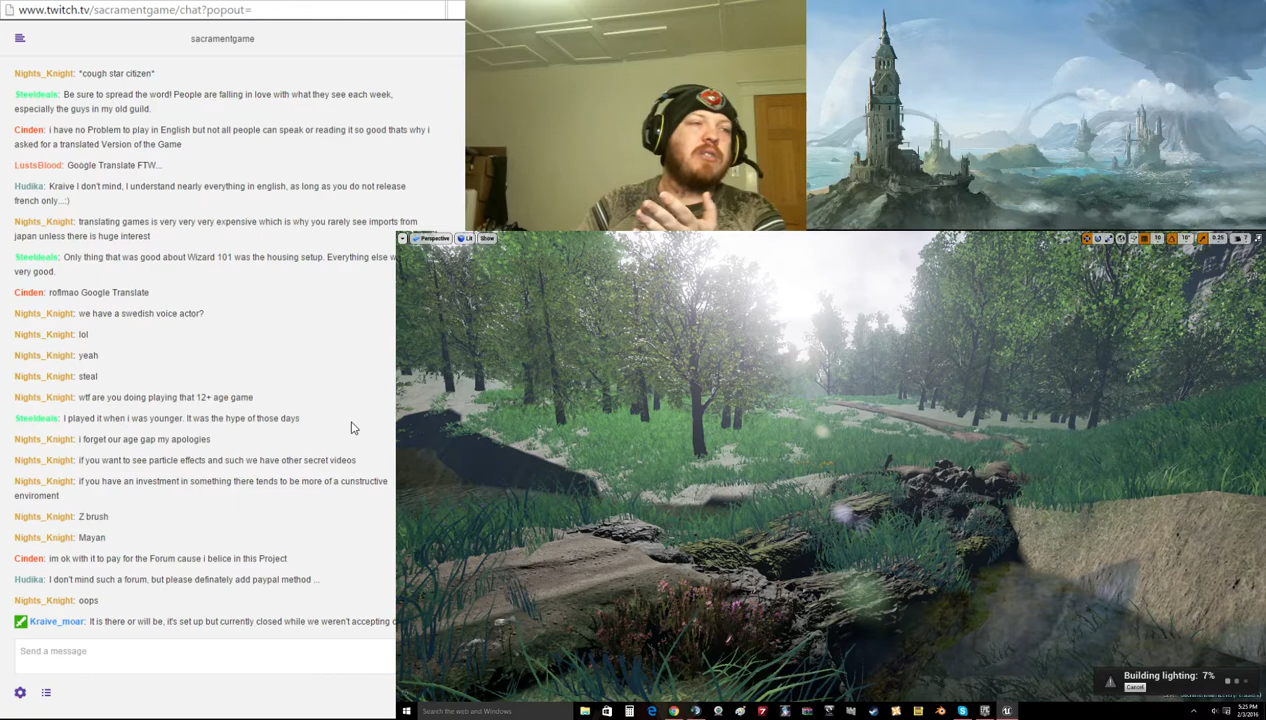 www.twitch.tv/sacramentgame/chat?popout=
sacramentgame
Nights_Knight: *cough star citizen*
Steeldeals: Be sure to spread the word! People are falling in love with what they see each week,
especially the guys in my old guild.
Cinden: i have no Problem to play in English but not all people can speak or reading it so good thats why i
asked for a translated Version of the Game
LustsBlood: Google Translate FTW...
Hudika: Kraive I don't mind, I understand nearly everything in english, as long as you do not release
french only...:)
Nights_Knight: translating games is very very very expensive which is why you rarely see imports from
japan unless there is huge interest
Steeldeals: Only thing that was good about Wizard 101 was the housing setup. Everything else w
very good.
Cinden: roflmao Google Translate
Nights_Knight: we have a swedish voice actor?
Nights_Knight: lol
Nights_Knight: yeah
Nights_Knight: steal
Nights_Knight: wtf are you doing playing that 12+ age game
Steeldeals: I played it when i was younger. It was the hype of those days
Nights_Knight: i forget our age gap my apologies
Nights_Knight: if you want to see particle effects and such we have other secret videos
Nights_Knight: if you have an investment in something there tends to be more of a cunstructive
enviroment
Nights_Knight: Z brush
Nights_Knight: Mayan
Cinden: im ok with it to pay for the Forum cause i belice in this Project
Hudika: I don't mind such a forum, but please definately add paypal method ...
Nights_Knight: oops
Kraive_moar: It is there or will be, it's set up but currently closed while we weren't accepting
Send a message
Perspective Lit Show
10 10° 0.25
Building lighting: 7%
Cancel
Search the web and Windows
5:25 PM
2/3/2016